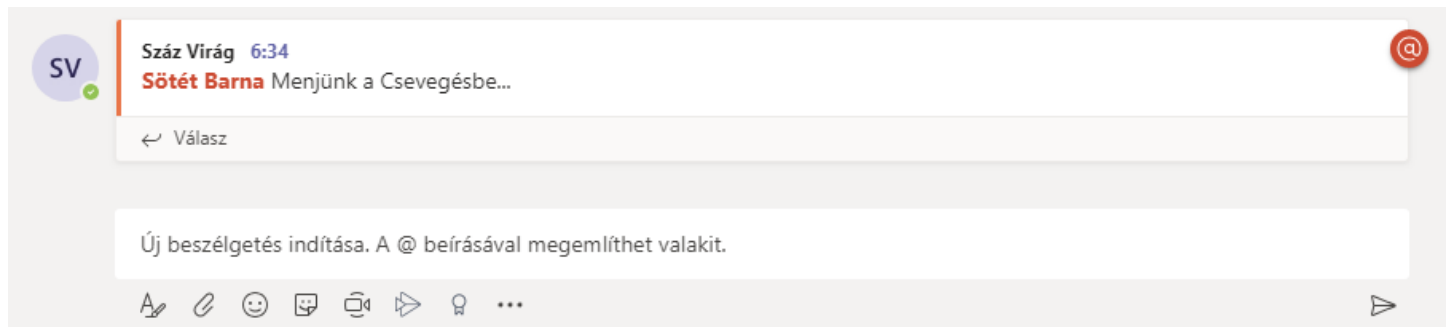 SV
Száz Virág 6:34
Sötét Barna Menjünk a Csevegésbe...
@
Válasz
Új beszélgetés indítása. A @ beírásával megemlíthet valakit.